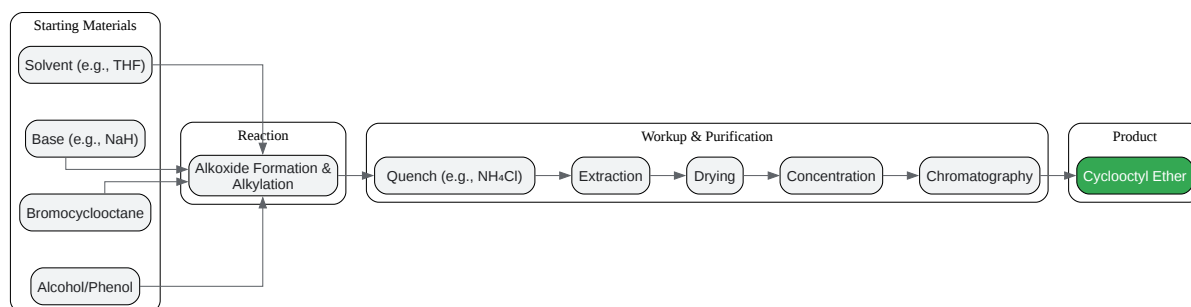 Starting Materials
Solvent (e.g., THF)
Base (e.g., NaH)
Bromocyclooctane
Alcohol/Phenol
Reaction
Alkoxide Formation &
Alkylation
Workup & Purification
Quench (e.g., NH₄Cl)
Extraction
Drying
Concentration
Chromatography
Product
Cyclooctyl Ether